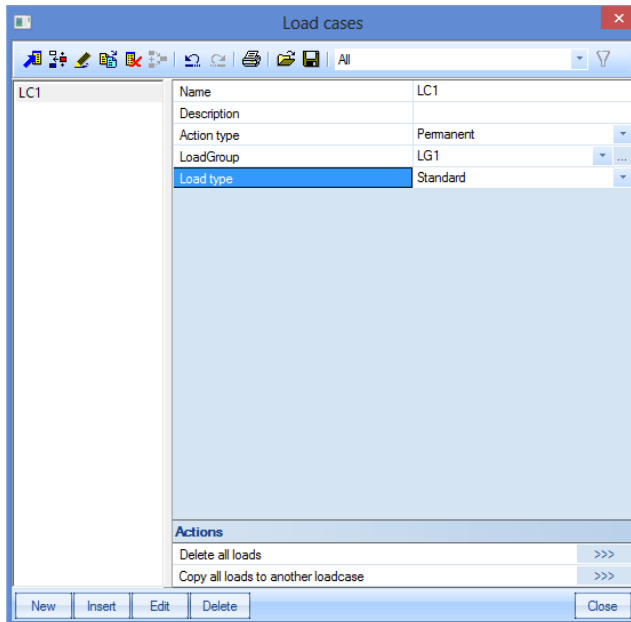 Load cases
All
LC1
Name LC1
Description
Action type Permanent
LoadGroup LG1 ...
Load type Standard
Actions
Delete all loads >>>
Copy all loads to another loadcase >>>
New Insert Edit Delete Close